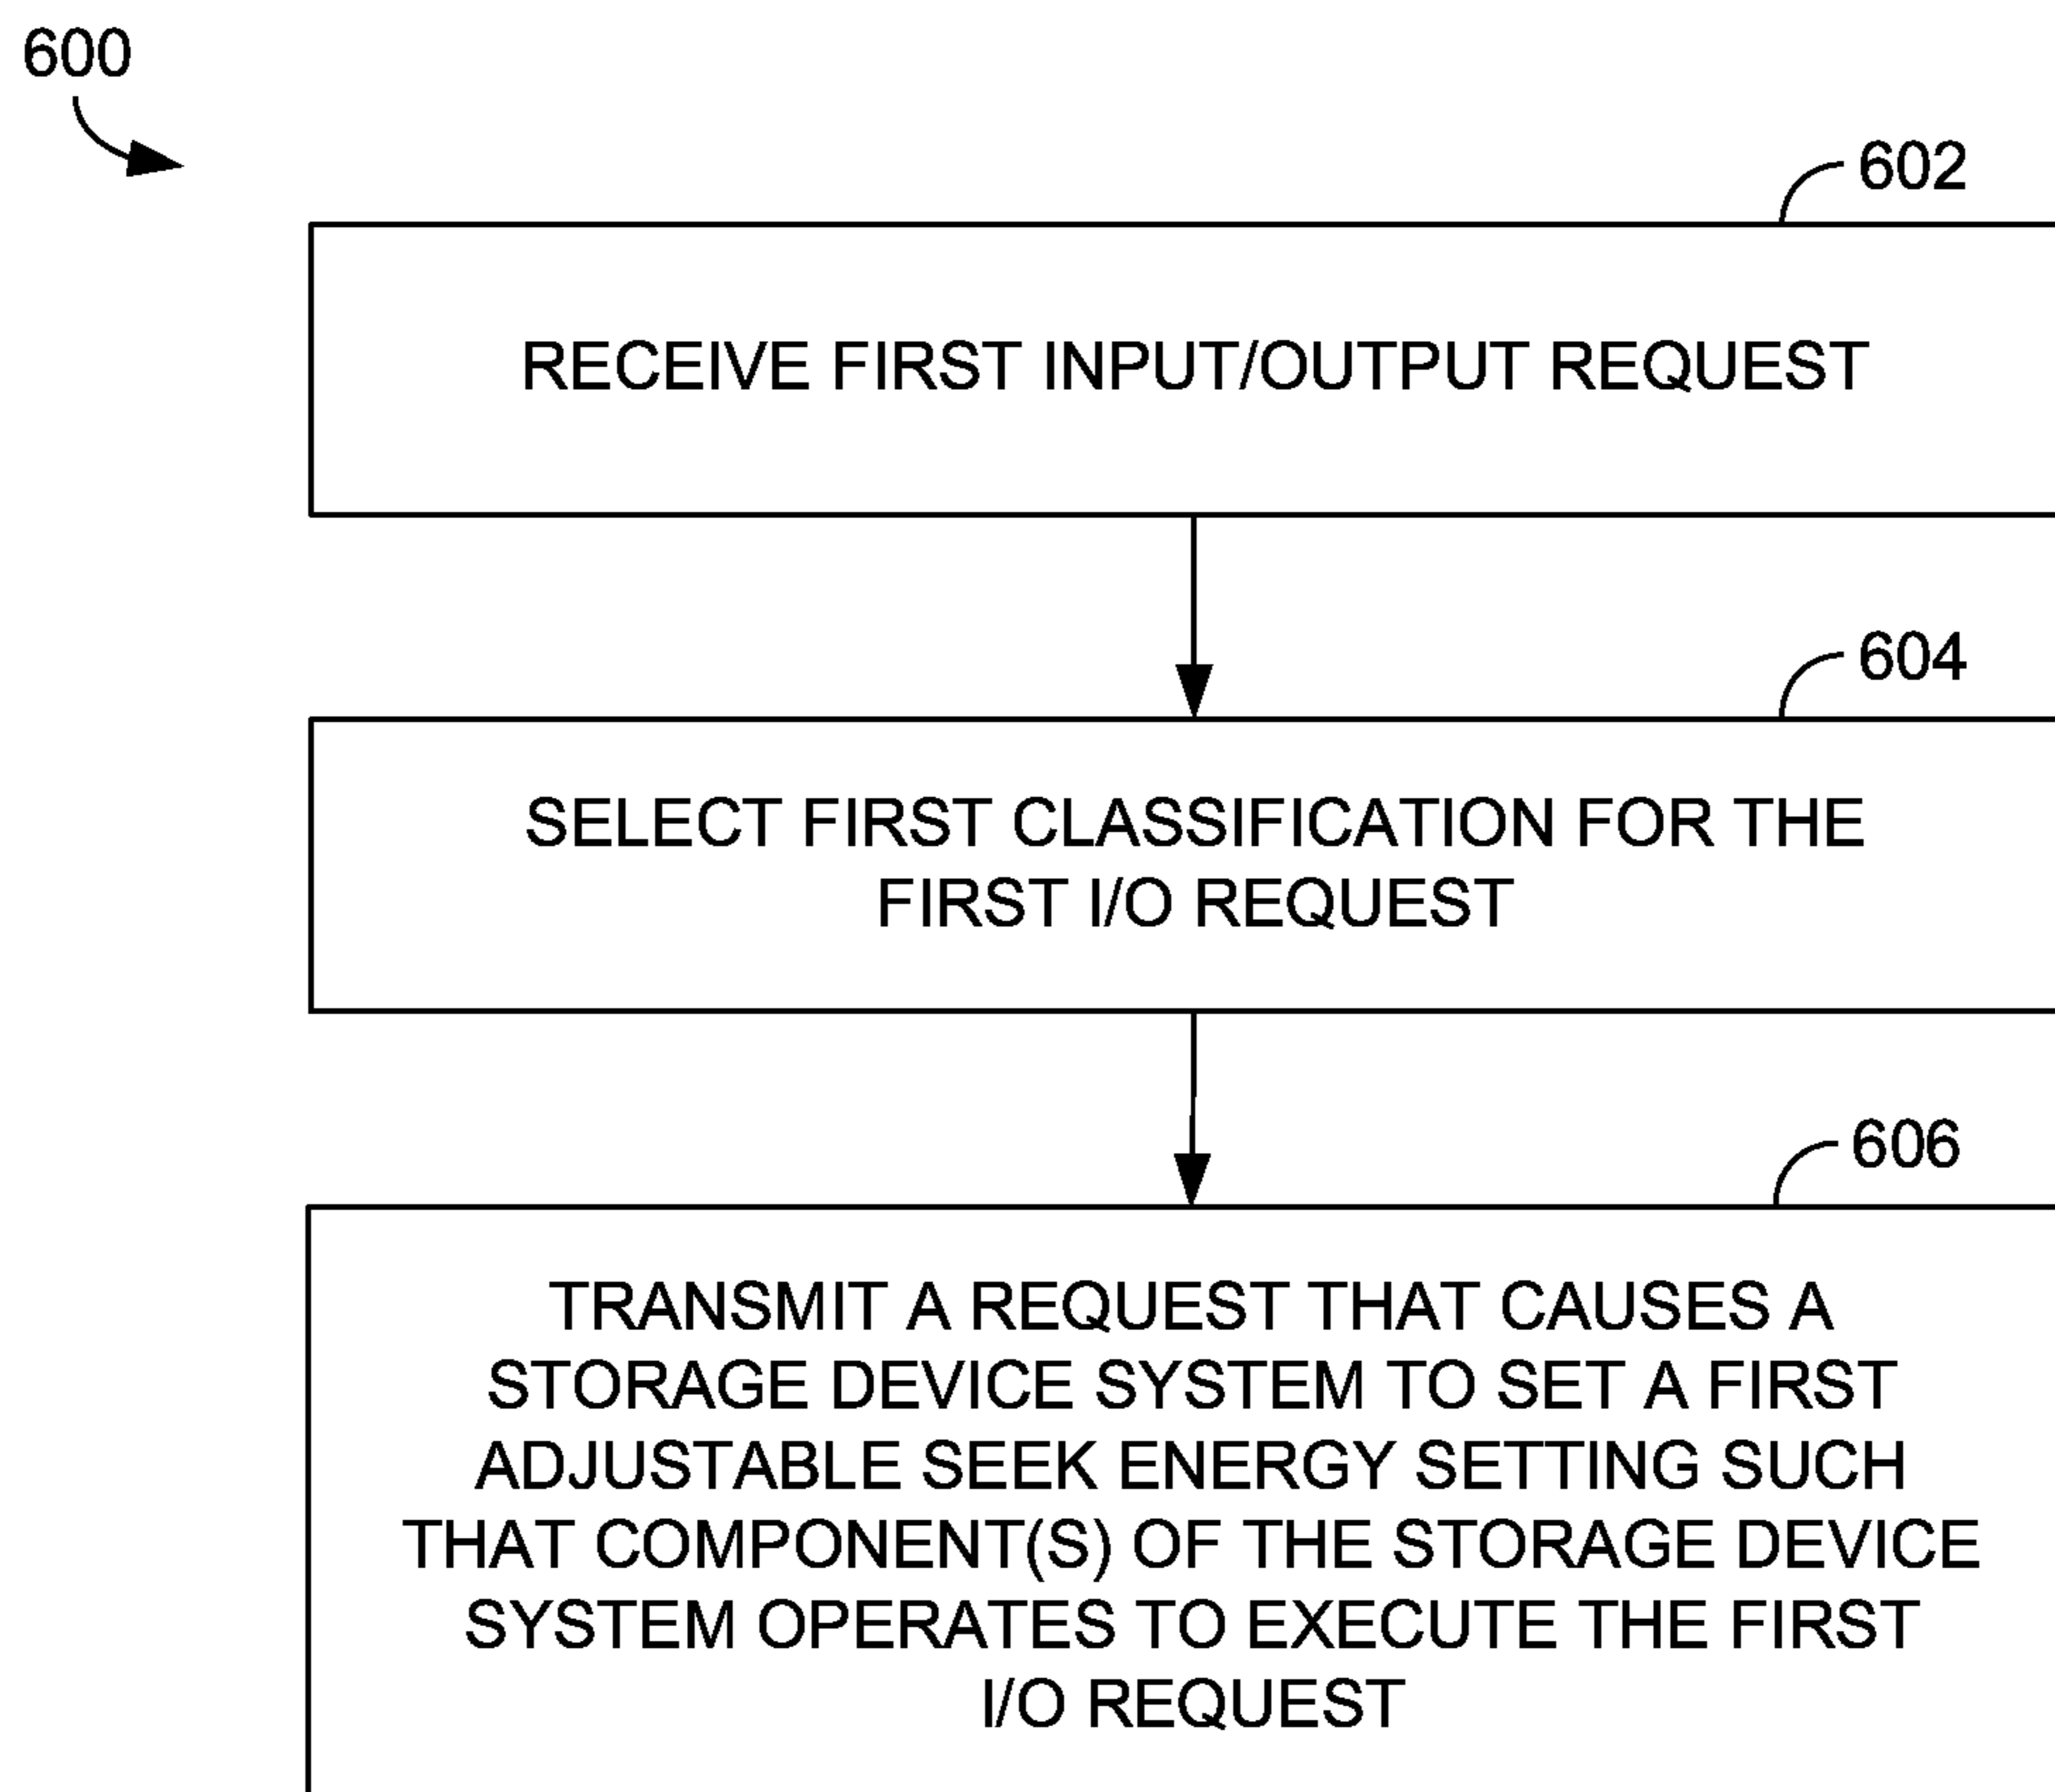 600
602
RECEIVE FIRST INPUT/OUTPUT REQUEST
604
SELECT FIRST CLASSIFICATION FOR THE
FIRST I/O REQUEST
606
TRANSMIT A REQUEST THAT CAUSES A
STORAGE DEVICE SYSTEM TO SET A FIRST
ADJUSTABLE SEEK ENERGY SETTING SUCH
THAT COMPONENT(S) OF THE STORAGE DEVICE
SYSTEM OPERATES TO EXECUTE THE FIRST
I/O REQUEST